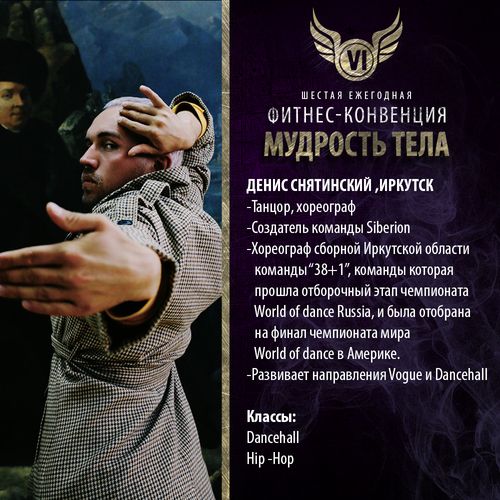 VI
ШЕСТАЯ ЕЖЕГОДНАЯ
ФИТНЕС-КОНВЕНЦИЯ
МУДРОСТЬ ТЕЛА
ДЕНИС СНЯТИНСКИЙ ,ИРКУТСК
-Танцор, хореограф
-Создатель команды Siberion
-Хореограф сборной Иркутской области
команды “38+1”, команды которая
прошла отборочный этап чемпионата
World of dance Russia, и была отобрана
на финал чемпионата мира
World of dance в Америке.
-Развивает направления Vogue и Dancehall
Классы:
Dancehall
Hip -Hop